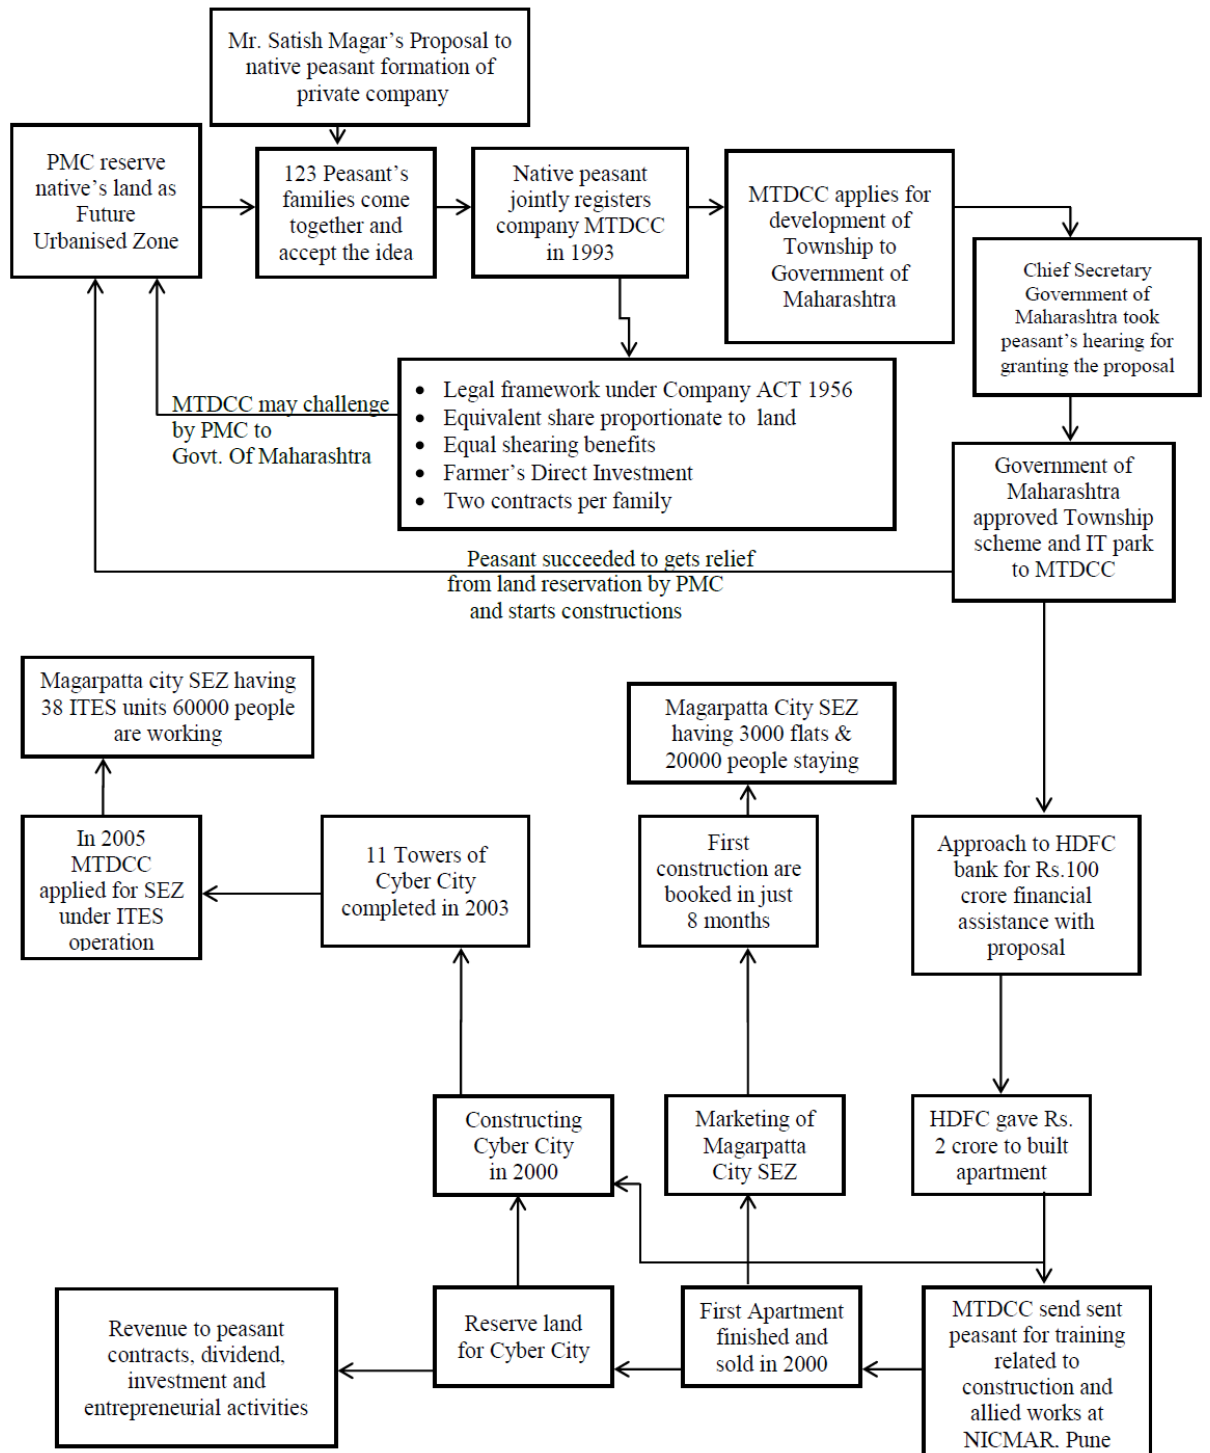 Mr. Satish Magar's Proposal to
native peasant formation of
private company
PMC reserve
native's land as
Future
Urbanised Zone
123 Peasant's
families come
together and
accept the idea
Native peasant
jointly registers
company MTDCC
in 1993
MTDCC applies for
development of
Township to
Government of
Maharashtra
Chief Secretary
Government of
Maharashtra took
peasant's hearing for
granting the proposal
• Legal framework under Company ACT 1956
• Equivalent share proportionate to land
• Equal shearing benefits
• Farmer's Direct Investment
• Two contracts per family
MTDCC may challenge
by PMC to
Govt. Of Maharashtra
Government of
Maharashtra
approved Township
scheme and IT park
to MTDCC
Peasant succeeded to gets relief
from land reservation by PMC
and starts constructions
Magarpatta city SEZ having
38 ITES units 60000 people
are working
Magarpatta City SEZ
having 3000 flats &
20000 people staying
In 2005
MTDCC
applied for SEZ
under ITES
operation
11 Towers of
Cyber City
completed in 2003
First
construction are
booked in just
8 months
Approach to HDFC
bank for Rs.100
crore financial
assistance with
proposal
Constructing
Cyber City
in 2000
Marketing of
Magarpatta
City SEZ
HDFC gave Rs.
2 crore to built
apartment
Revenue to peasant
contracts, dividend,
investment and
entrepreneurial activities
Reserve land
for Cyber City
First Apartment
finished and
sold in 2000
MTDCC send sent
peasant for training
related to
construction and
allied works at
NICMAR, Pune